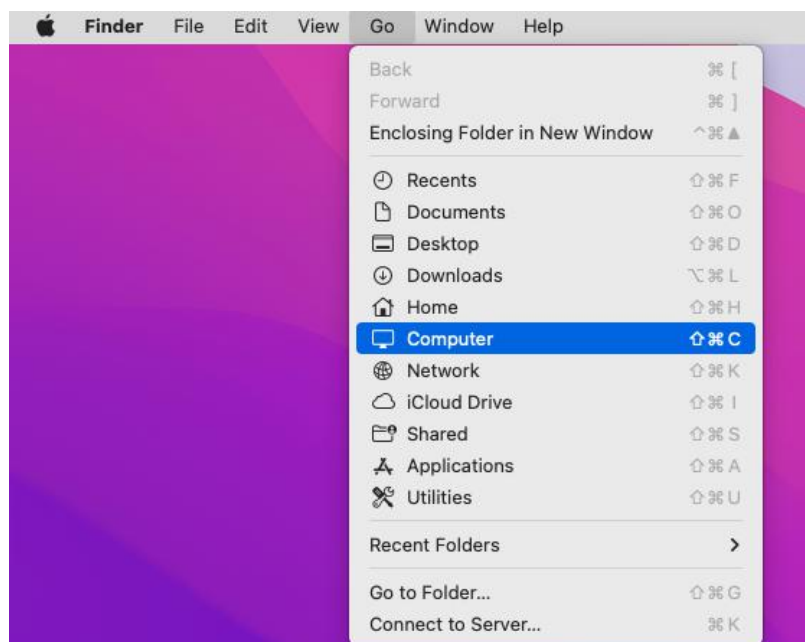 Finder File Edit View Go Window Help
Back ⌘ [
Forward ⌘ ]
Enclosing Folder in New Window ^⌘▲
Recents ⇧⌘F
Documents ⇧⌘O
Desktop ⇧⌘D
Downloads ⌥⌘L
Home ⇧⌘H
Computer ⇧⌘C
Network ⇧⌘K
iCloud Drive ⇧⌘I
Shared ⇧⌘S
Applications ⇧⌘A
Utilities ⇧⌘U
Recent Folders >
Go to Folder... ⇧⌘G
Connect to Server... ⌘K